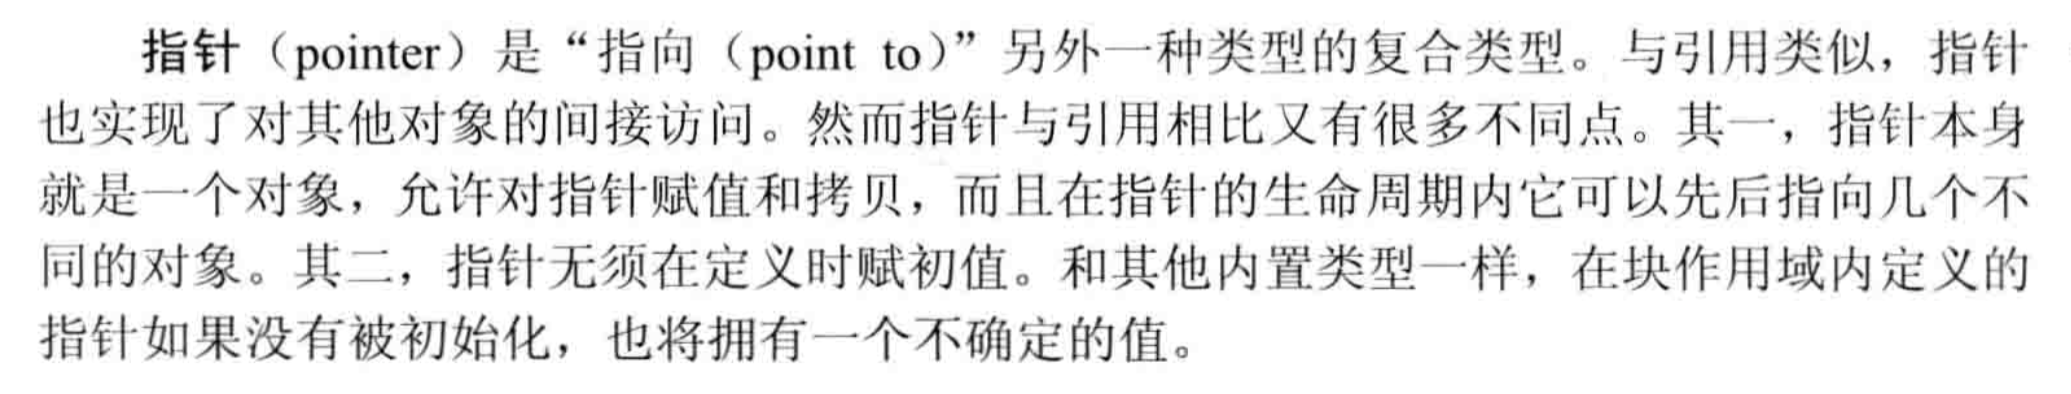 指针（pointer）是“指向（point to）”另外一种类型的复合类型。与引用类似，指针
也实现了对其他对象的间接访问。然而指针与引用相比又有很多不同点。其一，指针本身
就是一个对象，允许对指针赋值和拷贝，而且在指针的生命周期内它可以先后指向几个不
同的对象。其二，指针无须在定义时赋初值。和其他内置类型一样，在块作用域内定义的
指针如果没有被初始化，也将拥有一个不确定的值。